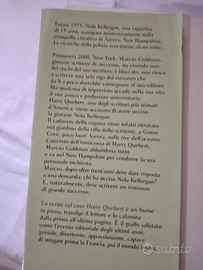 Estate 1975. Nola Kellergan, una ragazzina
di 15 anni, scompare misteriosamente nella
tranquilla cittadina di Aurora, New Hampshire.
Le ricerche della polizia non danno alcun esito.
Primavera 2008, New York. Marcus Goldman,
giovane scrittore di successo, sta vivendo uno
dei rischi del suo mestiere: è bloccato, non riesce
a scrivere una sola riga del romanzo che
da lì a poco dovrebbe consegnare al suo editore.
Ma qualcosa di imprevisto accade nella sua vita:
il suo amico e professore universitario
Harry Quebert, uno degli scrittori più stimati
d'America, viene accusato di avere ucciso
la giovane Nola Kellergan.
Il cadavere della ragazza viene infatti ritrovato
nel giardino della villa dello scrittore, a Goose
Cove, poco fuori Aurora, sulle rive dell'oceano.
Convinto dell'innocenza di Harry Quebert,
Marcus Goldman abbandona tutto
e va nel New Hampshire per condurre la sua
personale inchiesta.
Marcus, dopo oltre trent'anni deve dare risposta
a una domanda: chi ha ucciso Nola Kellergan?
E, naturalmente, deve scrivere un romanzo
di grande successo.
La verità sul caso Harry Quebert è un fiume
in piena, travolge il lettore e lo calamita
dalla prima all'ultima pagina. È il giallo salutato
come l'evento editoriale degli ultimi anni:
geniale, divertente, appassionante, capace
di stregare prima la Francia, poi il mondo
subito